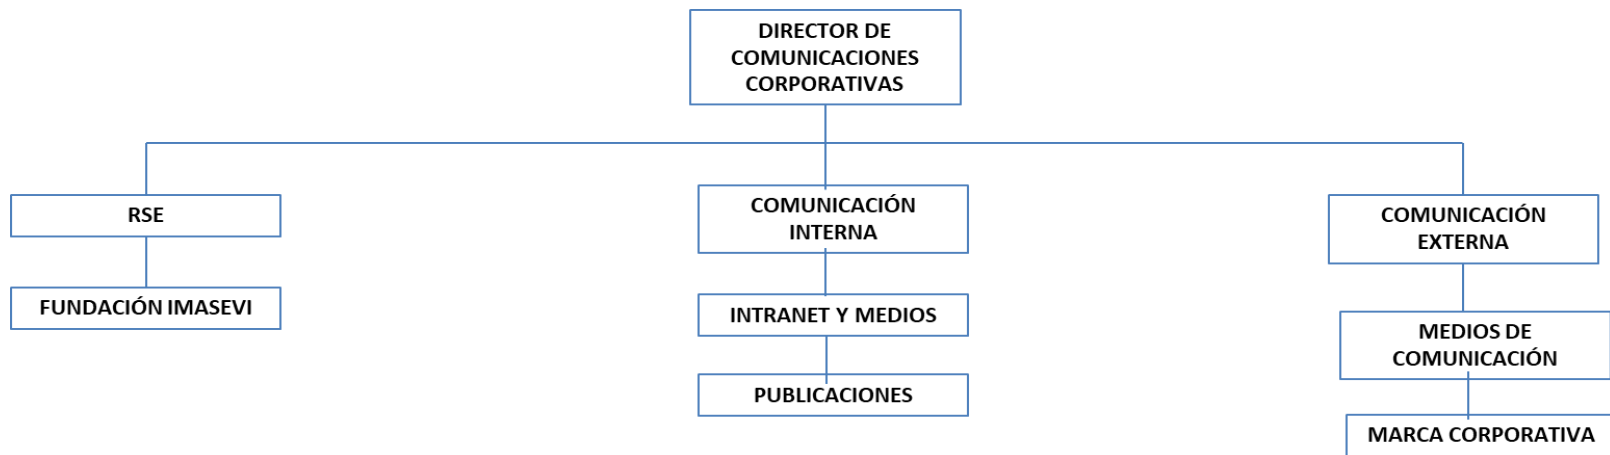 DIRECTOR DE
COMUNICACIONES
CORPORATIVAS
RSE
COMUNICACIÓN
INTERNA
COMUNICACIÓN
EXTERNA
FUNDACIÓN IMASEVI
INTRANET Y MEDIOS
MEDIOS DE
COMUNICACIÓN
PUBLICACIONES
MARCA CORPORATIVA